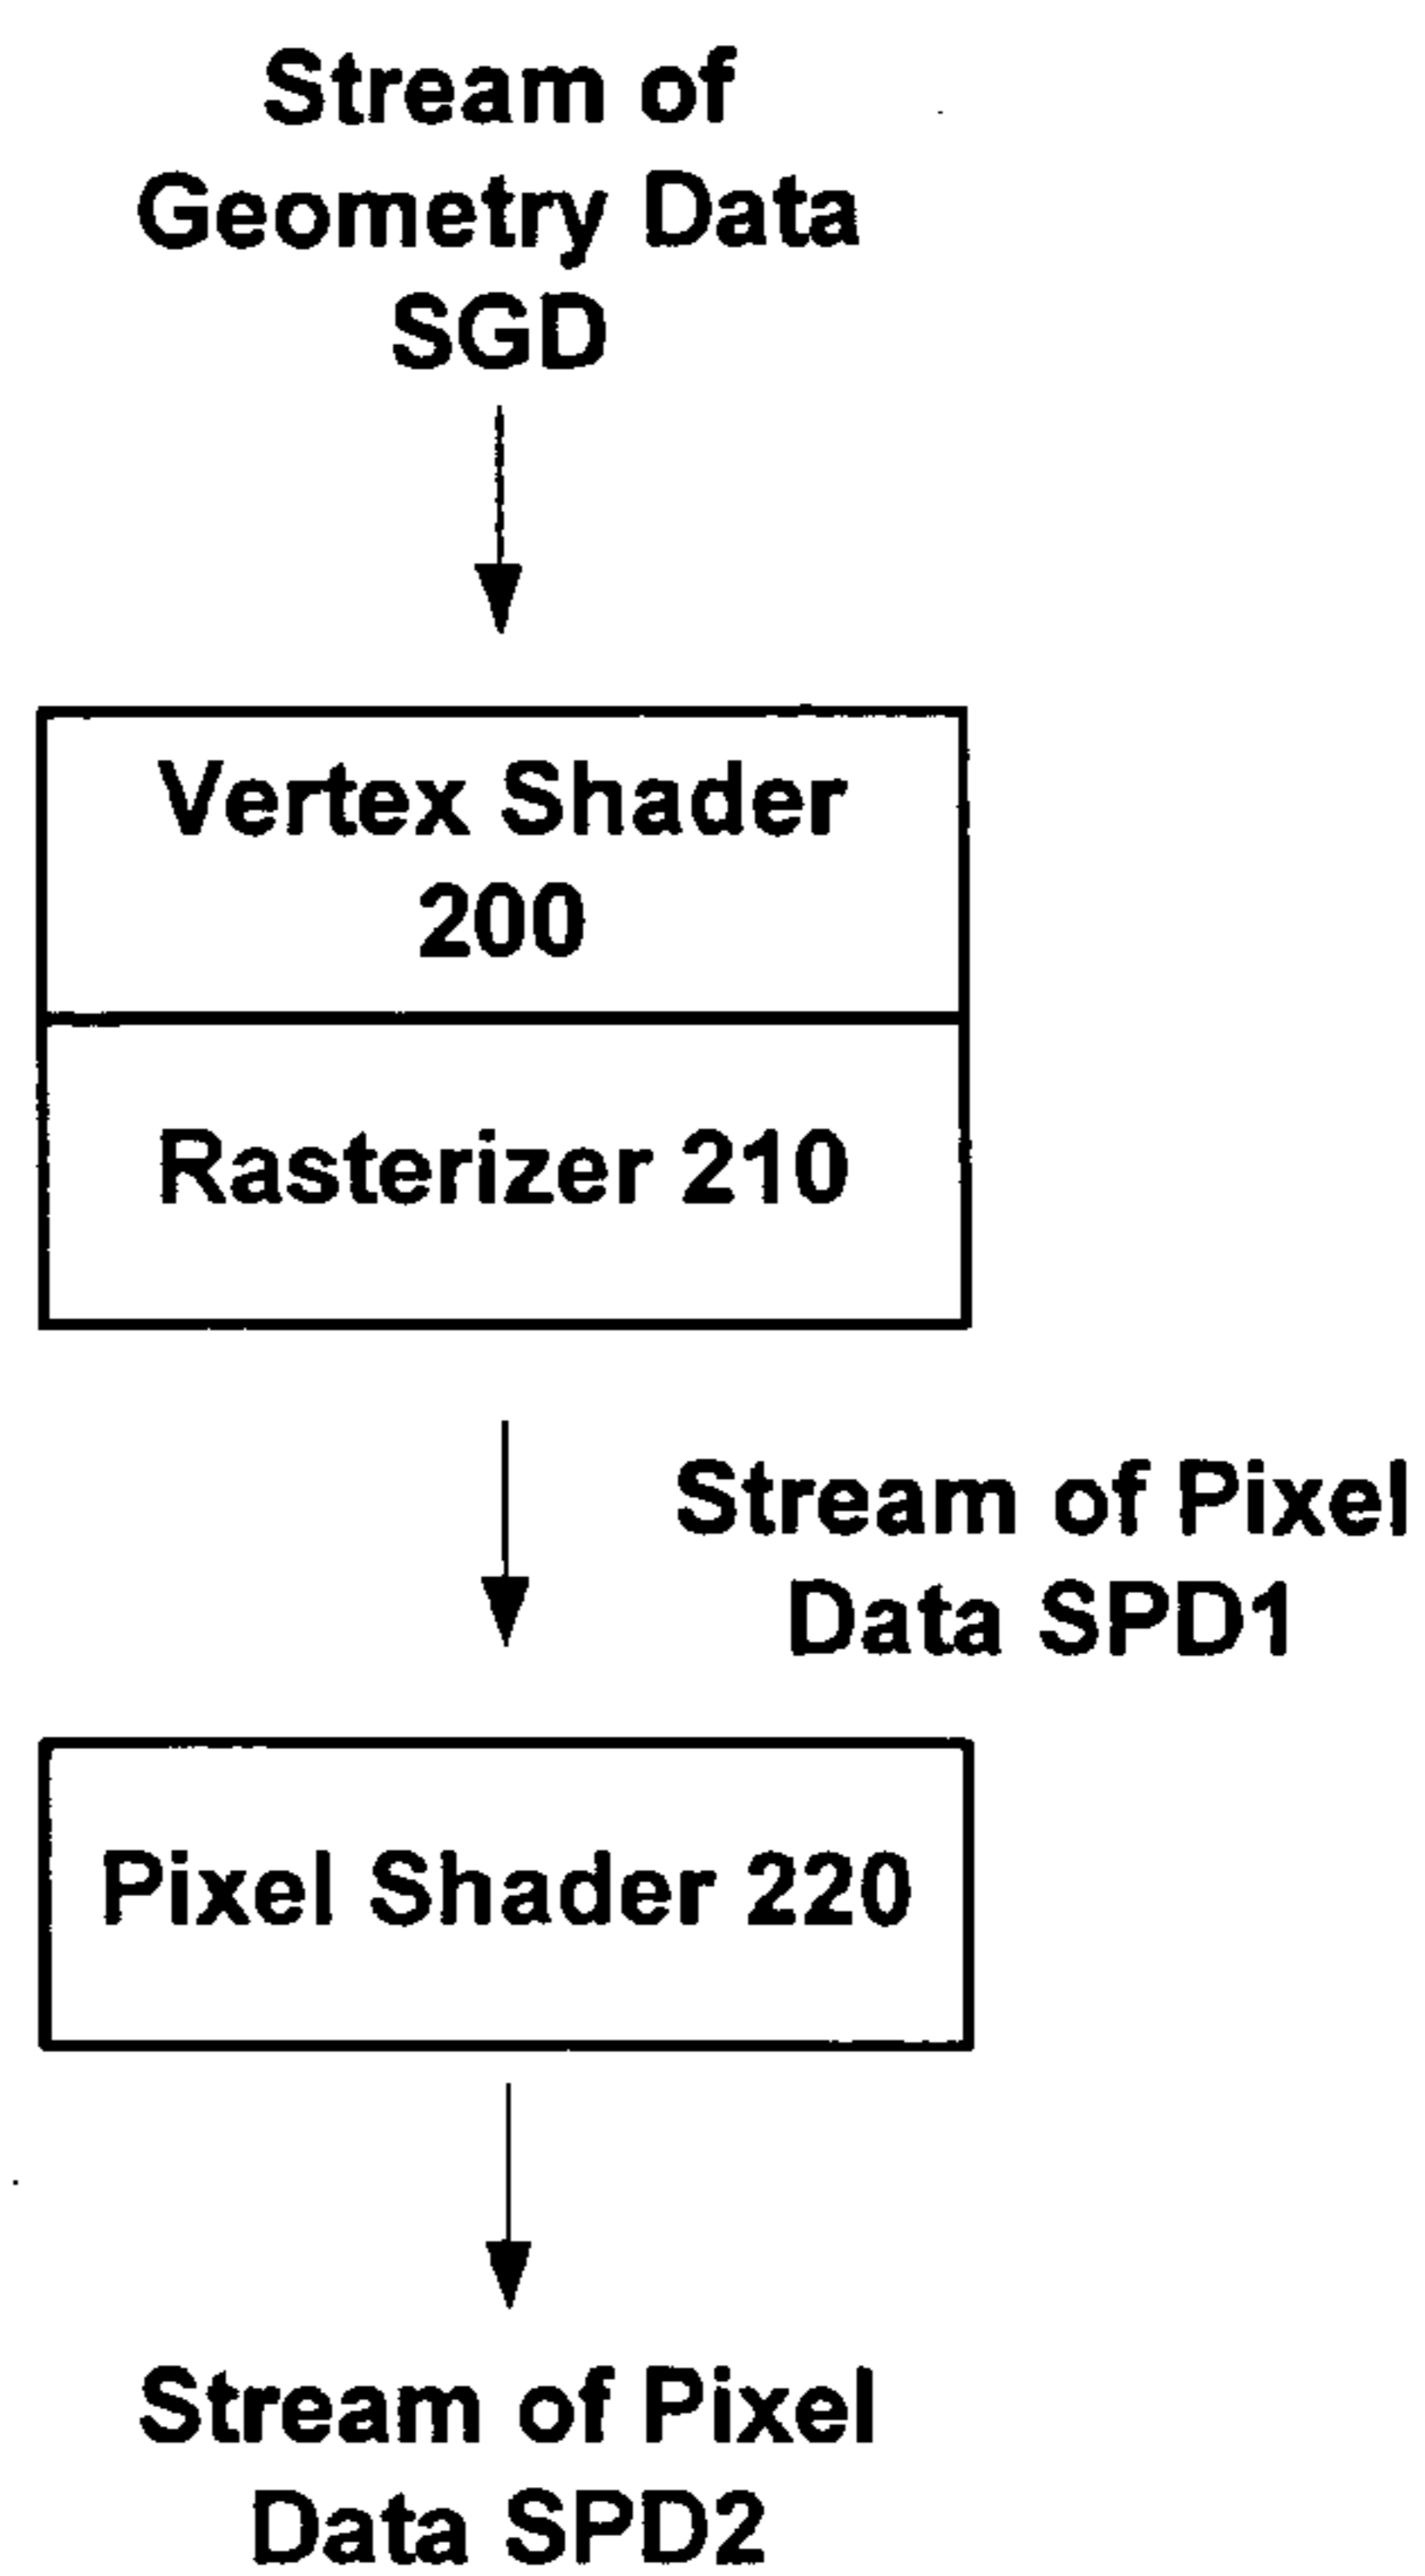 Stream of
Geometry Data
SGD
Vertex Shader
200
Rasterizer 210
Stream of Pixel
Data SPD1
Pixel Shader 220
Stream of Pixel
Data SPD2